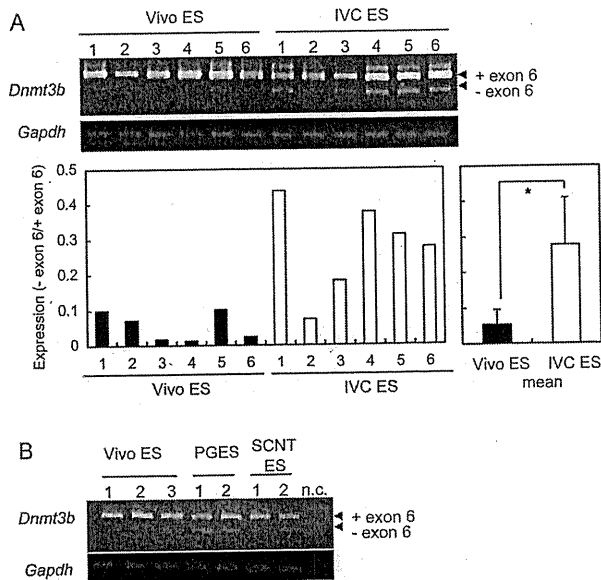 A
Vivo ES IVC ES
1 2 3 4 5 6 1 2 3 4 5 6
Dnmt3b
+ exon 6
- exon 6
Gapdh
Expression (- exon 6/+ exon 6)
0.5
0.4
0.3
0.2
0.1
0
*
1 2 3 4 5 6 1 2 3 4 5 6
Vivo ES IVC ES
Vivo ES IVC ES
mean
B
Vivo ES PGES SCNT ES
1 2 3 1 2 1 2 n.c.
Dnmt3b
+ exon 6
- exon 6
Gapdh